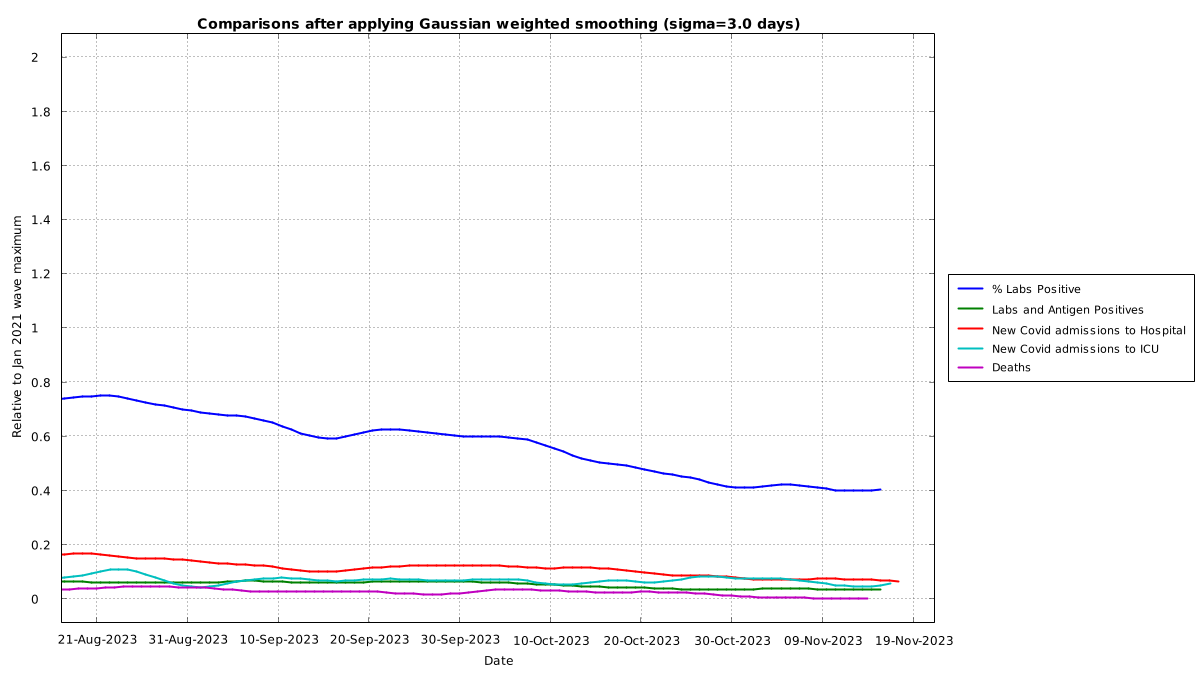 Comparisons after applying Gaussian weighted smoothing (sigma=3.0 days)
Relative to Jan 2021 wave maximum
2
1.8
1.6
1.4
1.2
1
0.8
0.6
0.4
0.2
0
21-Aug-2023
31-Aug-2023
10-Sep-2023
20-Sep-2023
30-Sep-2023
10-Oct-2023
20-Oct-2023
30-Oct-2023
09-Nov-2023
19-Nov-2023
Date
% Labs Positive
Labs and Antigen Positives
New Covid admissions to Hospital
New Covid admissions to ICU
Deaths